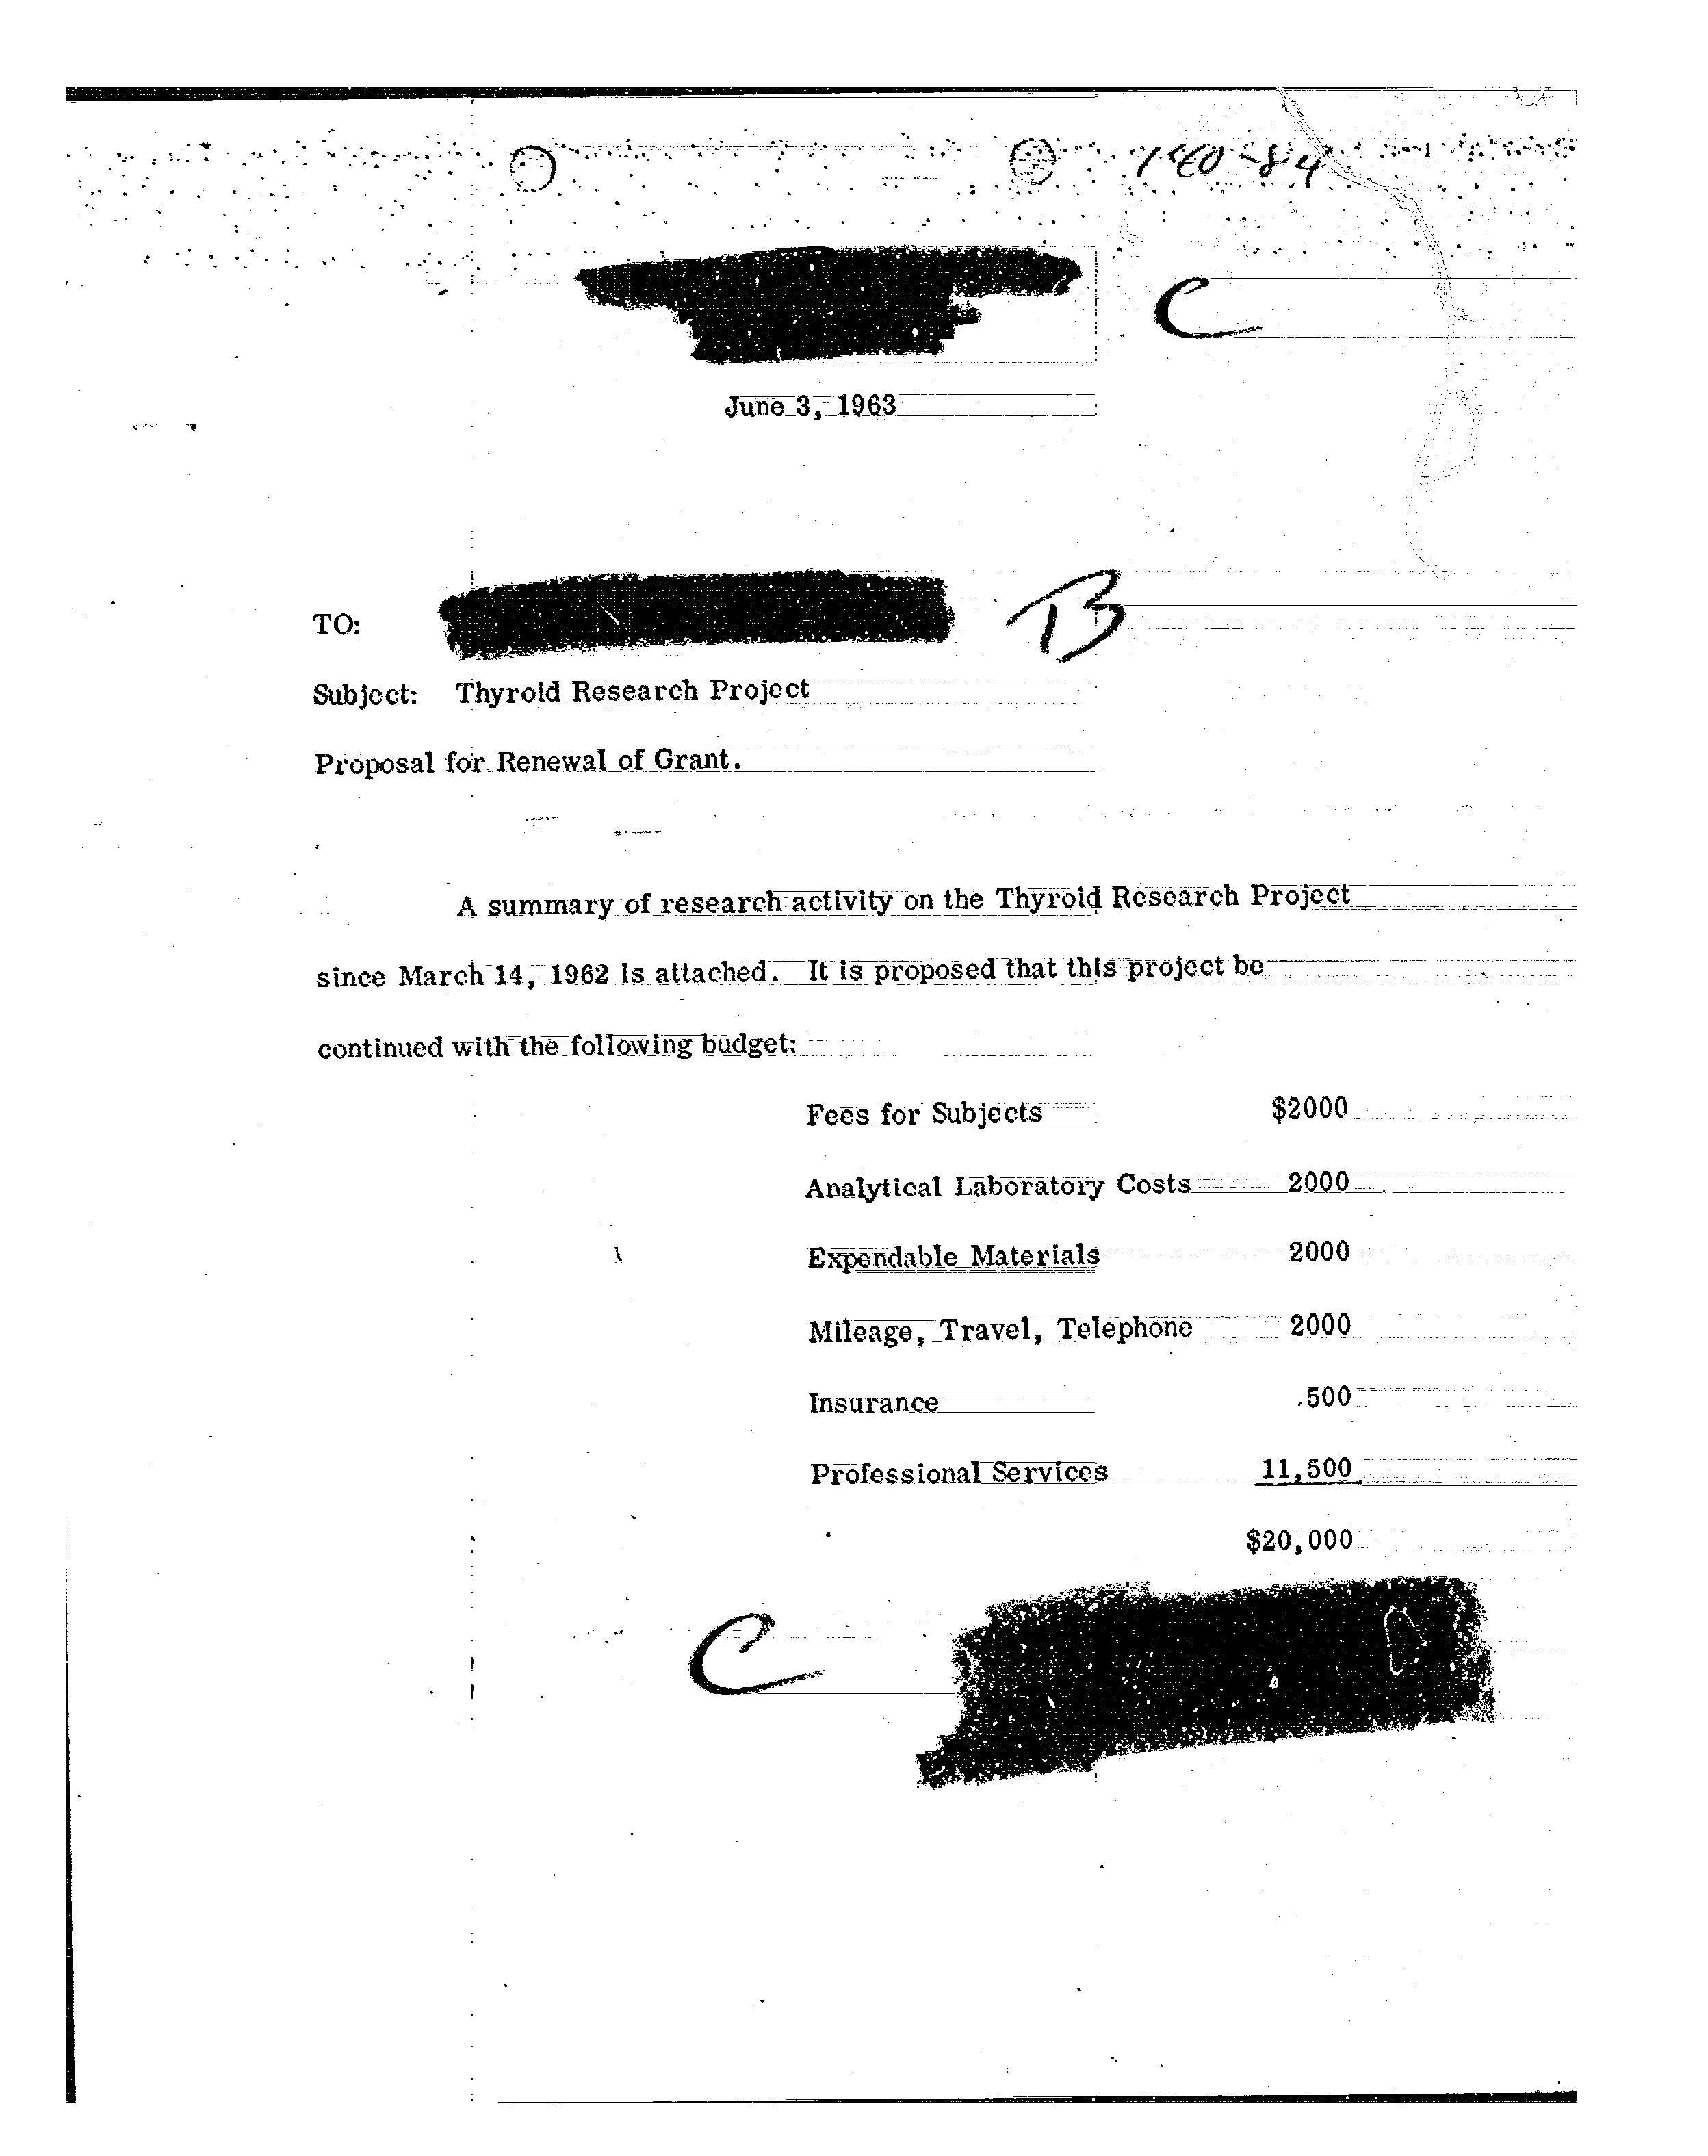 140-84
C
June 3, 1963
TO:
B
Subject: Thyroid Research Project
Proposal for Renewal of Grant.
A summary of research activity on the Thyroid Research Project
since March 14, 1962 is attached. It is proposed that this project be
continued with the following budget:
Fees for Subjects $2000
Analytical Laboratory Costs 2000
Expendable Materials 2000
Mileage, Travel, Telephone 2000
Insurance 500
Professional Services 11,500
$20,000
C